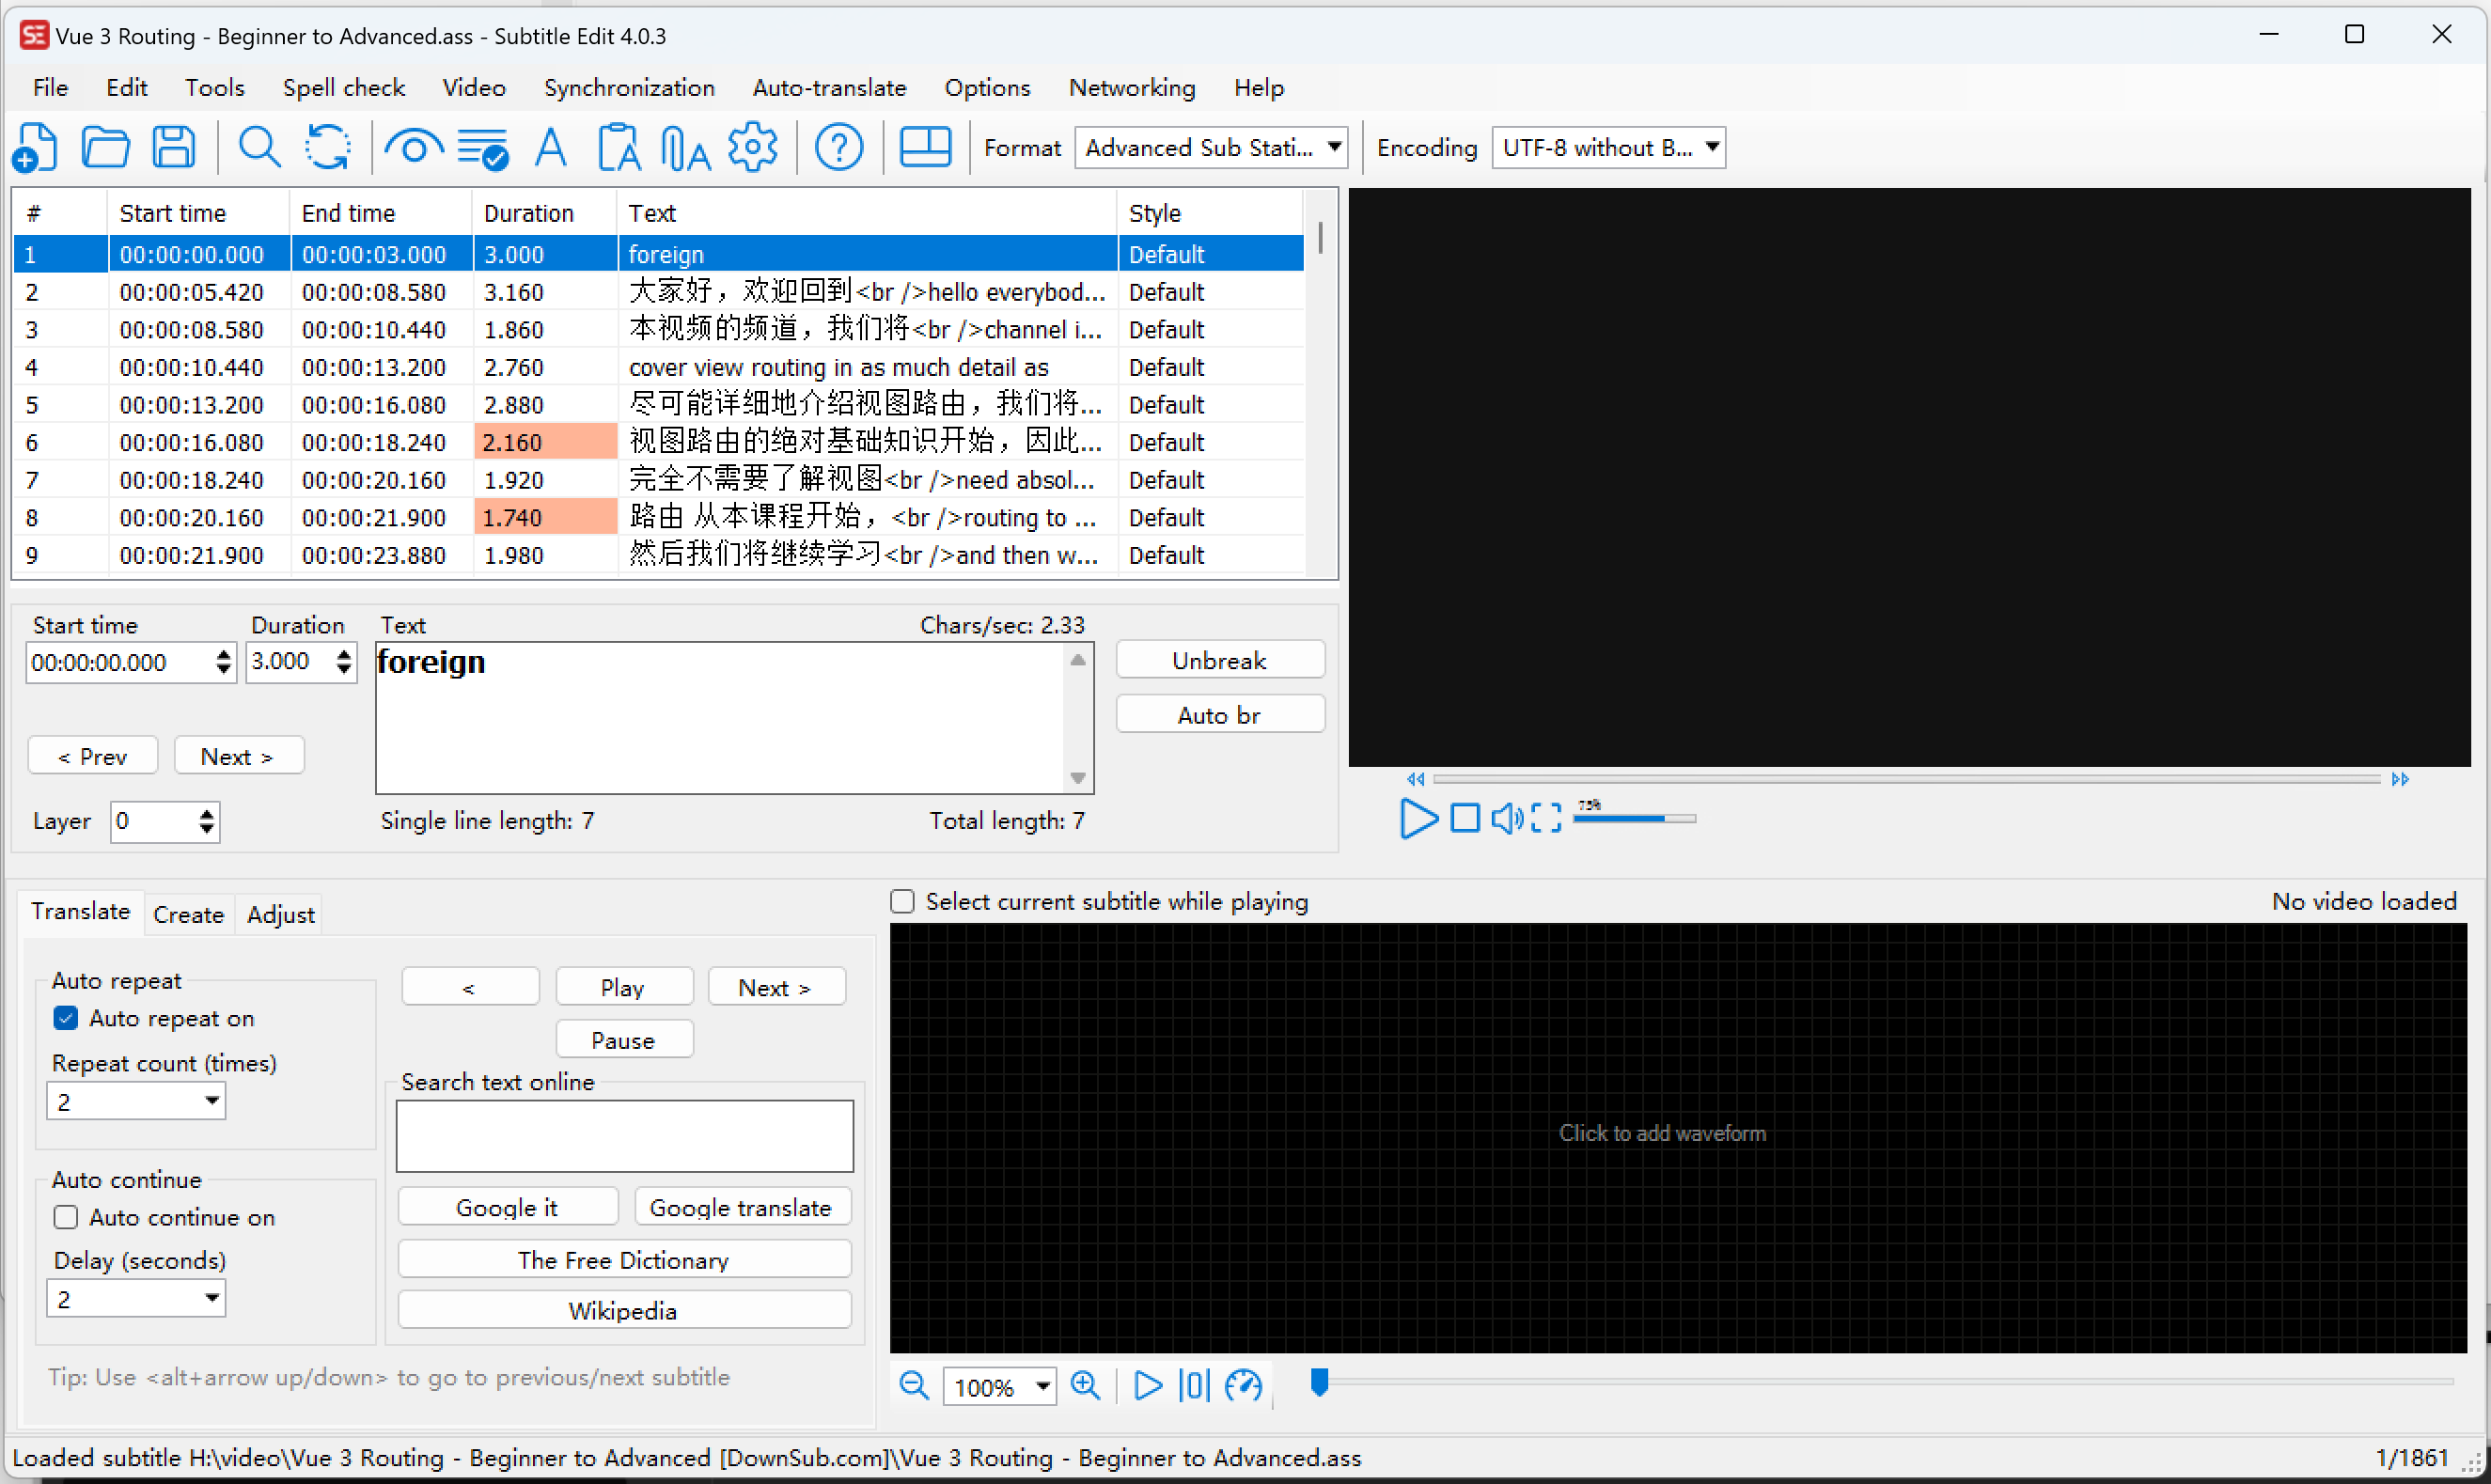 Vue 3 Routing - Beginner to Advanced.ass - Subtitle Edit 4.0.3
File Edit Tools Spell check Video Synchronization Auto-translate Options Networking Help
Format Advanced Sub Stati... Encoding UTF-8 without B...
# Start time End time Duration Text Style
1 00:00:00.000 00:00:03.000 3.000 foreign Default
2 00:00:05.420 00:00:08.580 3.160 大家好，欢迎回到<br />hello everybod... Default
3 00:00:08.580 00:00:10.440 1.860 本视频的频道，我们将<br />channel i... Default
4 00:00:10.440 00:00:13.200 2.760 cover view routing in as much detail as Default
5 00:00:13.200 00:00:16.080 2.880 尽可能详细地介绍视图路由，我们将... Default
6 00:00:16.080 00:00:18.240 2.160 视图路由的绝对基础知识开始，因此... Default
7 00:00:18.240 00:00:20.160 1.920 完全不需要了解视图<br />need absol... Default
8 00:00:20.160 00:00:21.900 1.740 路由 从本课程开始，<br />routing to ... Default
9 00:00:21.900 00:00:23.880 1.980 然后我们将继续学习<br />and then w... Default
Start time Duration Text Chars/sec: 2.33
00:00:00.000 3.000 foreign Unbreak
Auto br
< Prev Next >
Layer 0 Single line length: 7 Total length: 7
75%
Translate Create Adjust
Select current subtitle while playing No video loaded
Auto repeat
Auto repeat on
Repeat count (times)
2
< Play Next >
Pause
Search text online
Auto continue
Auto continue on
Delay (seconds)
2
Google it Google translate
The Free Dictionary
Wikipedia
Click to add waveform
Tip: Use <alt+arrow up/down> to go to previous/next subtitle
100%
Loaded subtitle H:\video\Vue 3 Routing - Beginner to Advanced [DownSub.com]\Vue 3 Routing - Beginner to Advanced.ass 1/1861